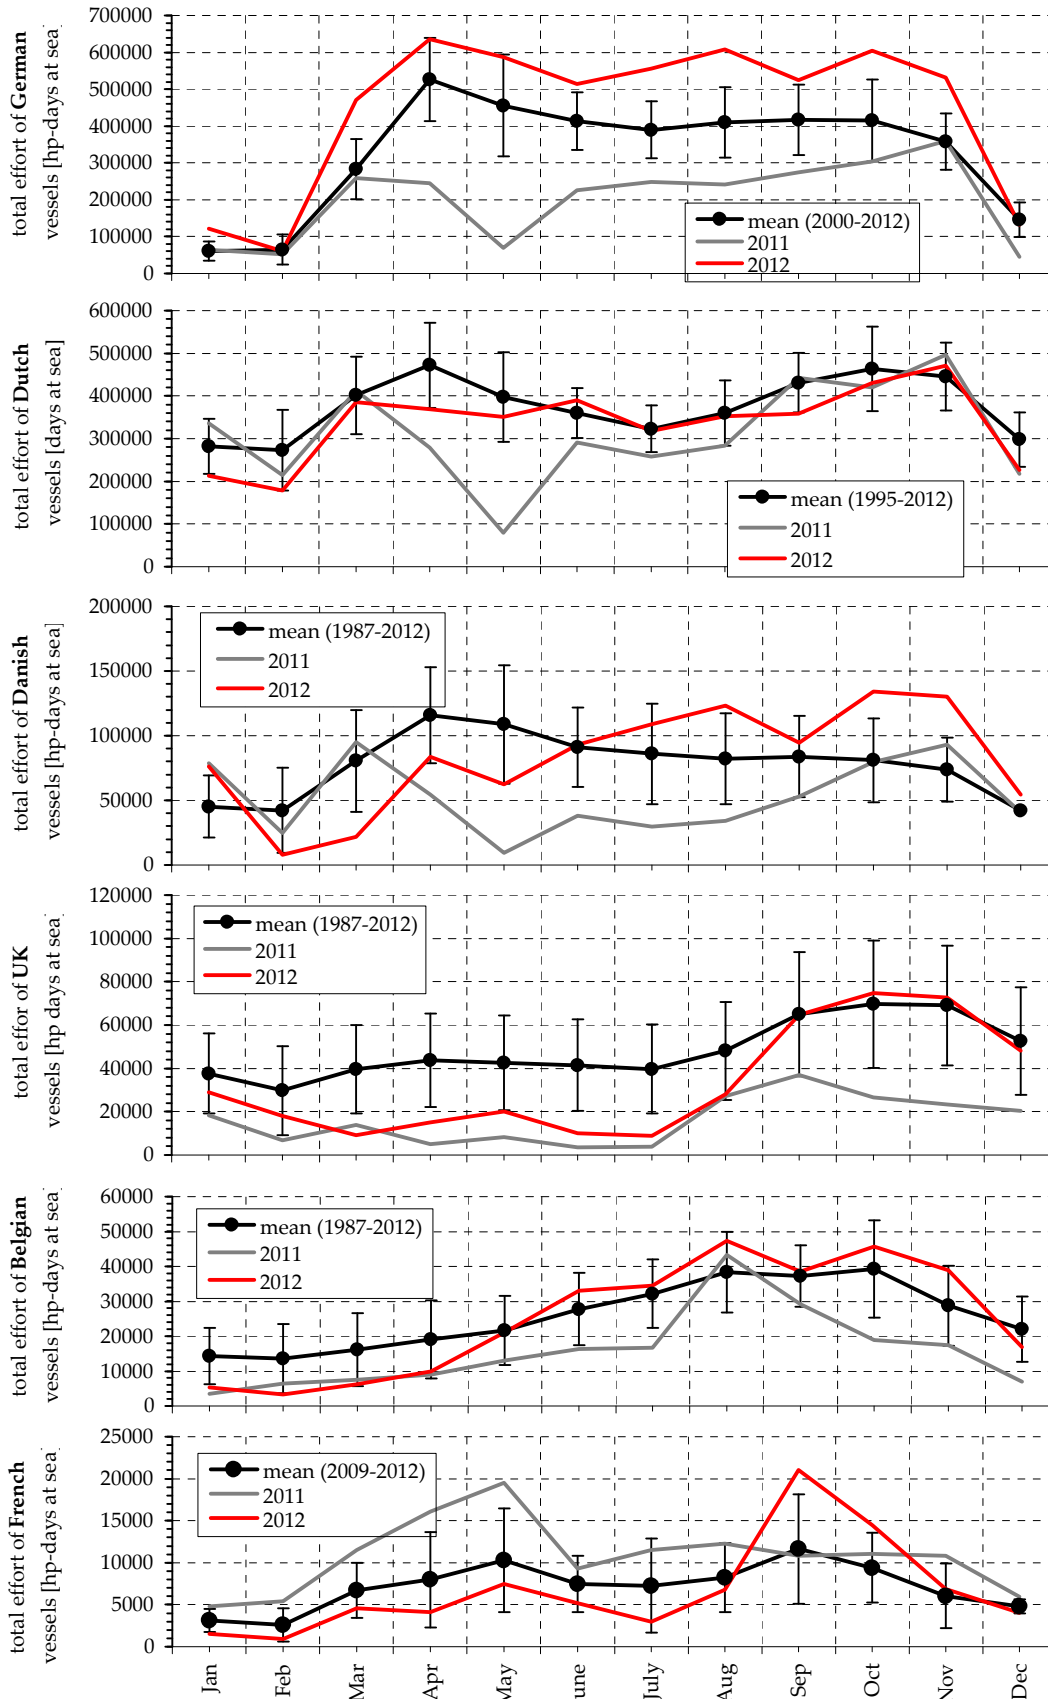 total effort of German
vessels [hp-days at sea]
700000
600000
500000
400000
300000
200000
100000
0
mean (2000-2012)
2011
2012
total effort of Dutch
vessels [days at sea]
600000
500000
400000
300000
200000
100000
0
mean (1995-2012)
2011
2012
total effort of Danish
vessels [hp-days at sea]
200000
150000
100000
50000
0
mean (1987-2012)
2011
2012
total effor of UK
vessels [hp days at sea]
120000
100000
80000
60000
40000
20000
0
mean (1987-2012)
2011
2012
total effort of Belgian
vessels [hp-days at sea]
60000
50000
40000
30000
20000
10000
0
mean (1987-2012)
2011
2012
total effort of French
vessels [hp-days at sea]
25000
20000
15000
10000
5000
0
mean (2009-2012)
2011
2012
Jan
Feb
Mar
Apr
May
June
July
Aug
Sep
Oct
Nov
Dec